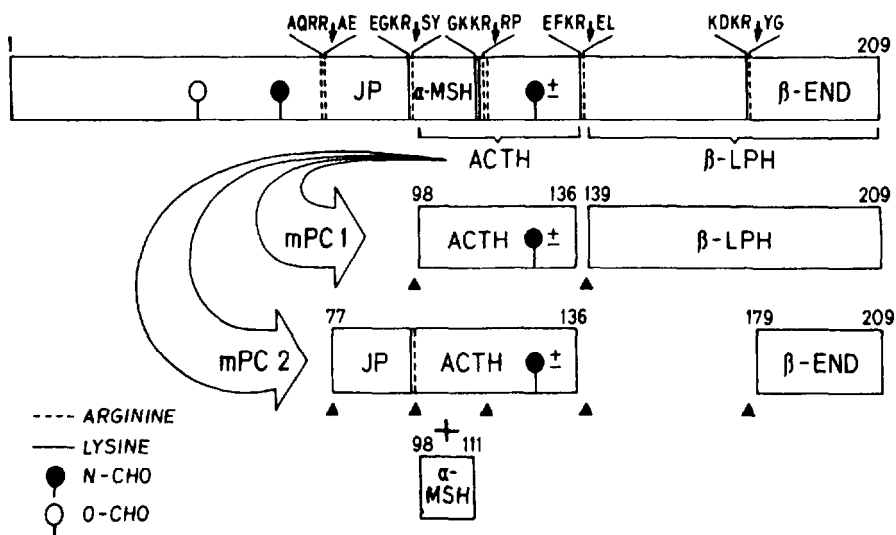 AQRR↓AE EGKR↓SY GKKR↓RP EFKR↓EL KDKR↓YG
1 209
JP α-MSH ± β-END
ACTH β-LPH
98 136 139 209
mPC 1 ACTH ± β-LPH
77 136 179 209
mPC 2 JP ACTH ± β-END
---- ARGININE
— LYSINE
N-CHO
O-CHO
+
98 111
α-
MSH